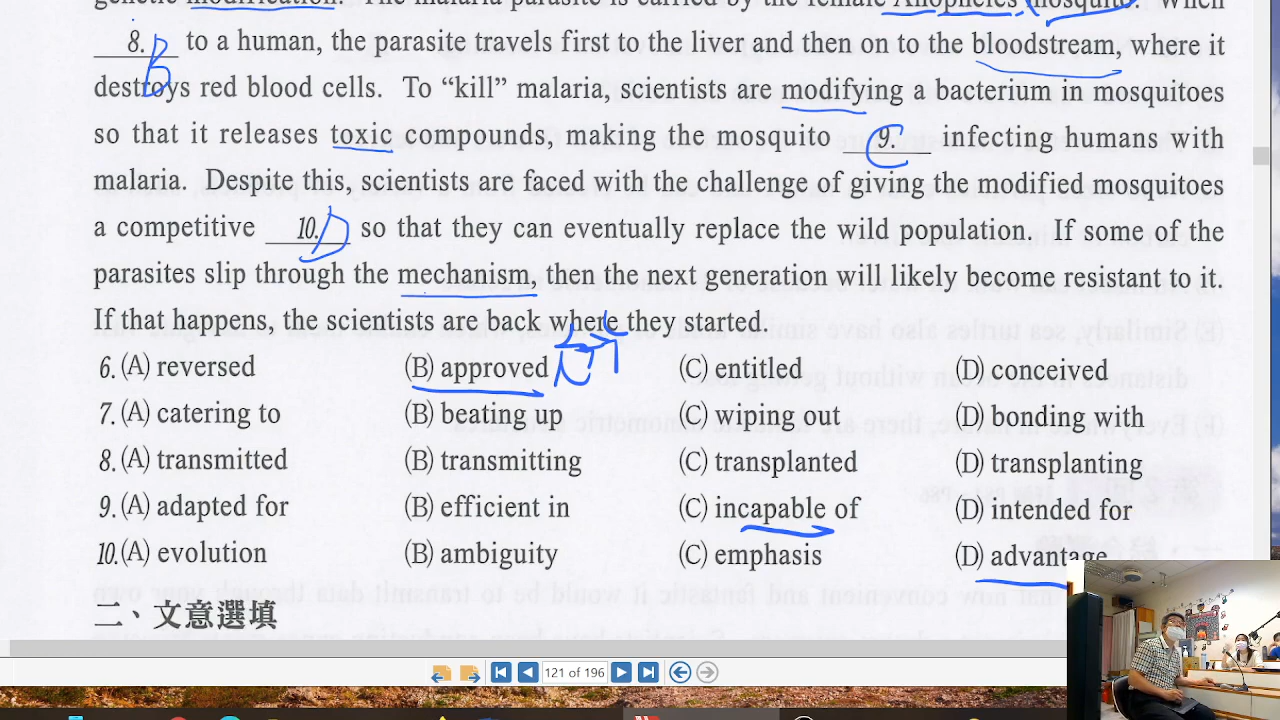 genetic modification. The malaria parasite is carried by the female Anopheles mosquito. When
8. B to a human, the parasite travels first to the liver and then on to the bloodstream, where it
destroys red blood cells. To “kill” malaria, scientists are modifying a bacterium in mosquitoes
so that it releases toxic compounds, making the mosquito 9. C infecting humans with
malaria. Despite this, scientists are faced with the challenge of giving the modified mosquitoes
a competitive 10. D so that they can eventually replace the wild population. If some of the
parasites slip through the mechanism, then the next generation will likely become resistant to it.
If that happens, the scientists are back where they started.
6. (A) reversed (B) approved (C) entitled (D) conceived
7. (A) catering to (B) beating up (C) wiping out (D) bonding with
8. (A) transmitted (B) transmitting (C) transplanted (D) transplanting
9. (A) adapted for (B) efficient in (C) incapable of (D) intended for
10. (A) evolution (B) ambiguity (C) emphasis (D) advantage
二、文意選填
121 of 196